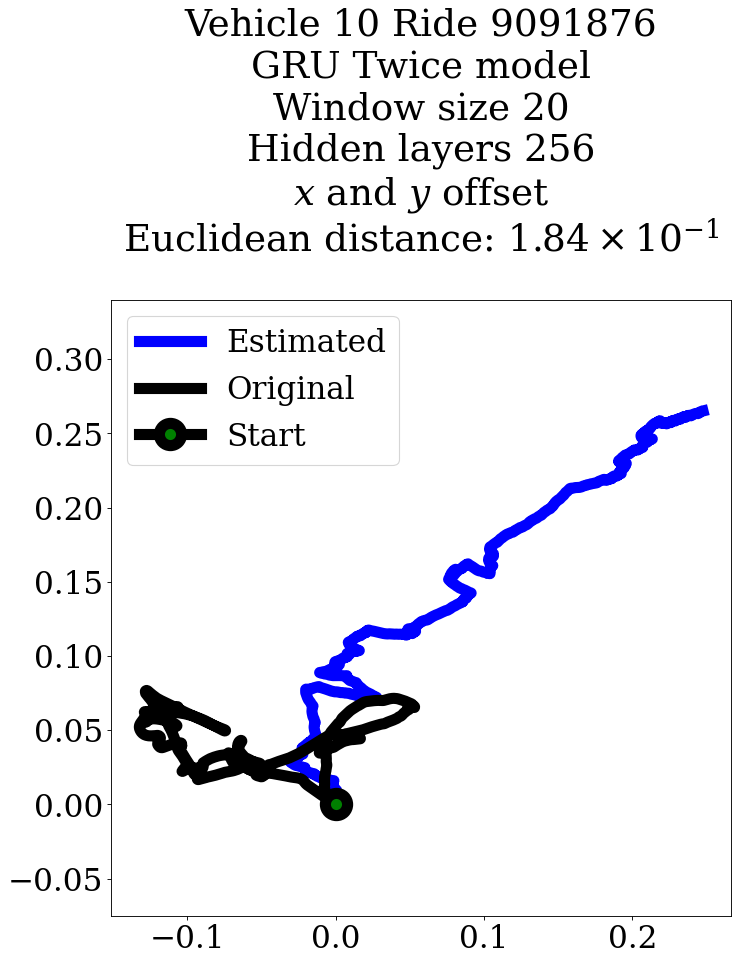 Vehicle 10 Ride 9091876
GRU Twice model
Window size 20
Hidden layers 256
x and y offset
Euclidean distance: 1.84 × 10⁻¹
Estimated
Original
Start
0.30
0.25
0.20
0.15
0.10
0.05
0.00
−0.05
−0.1 0.0 0.1 0.2